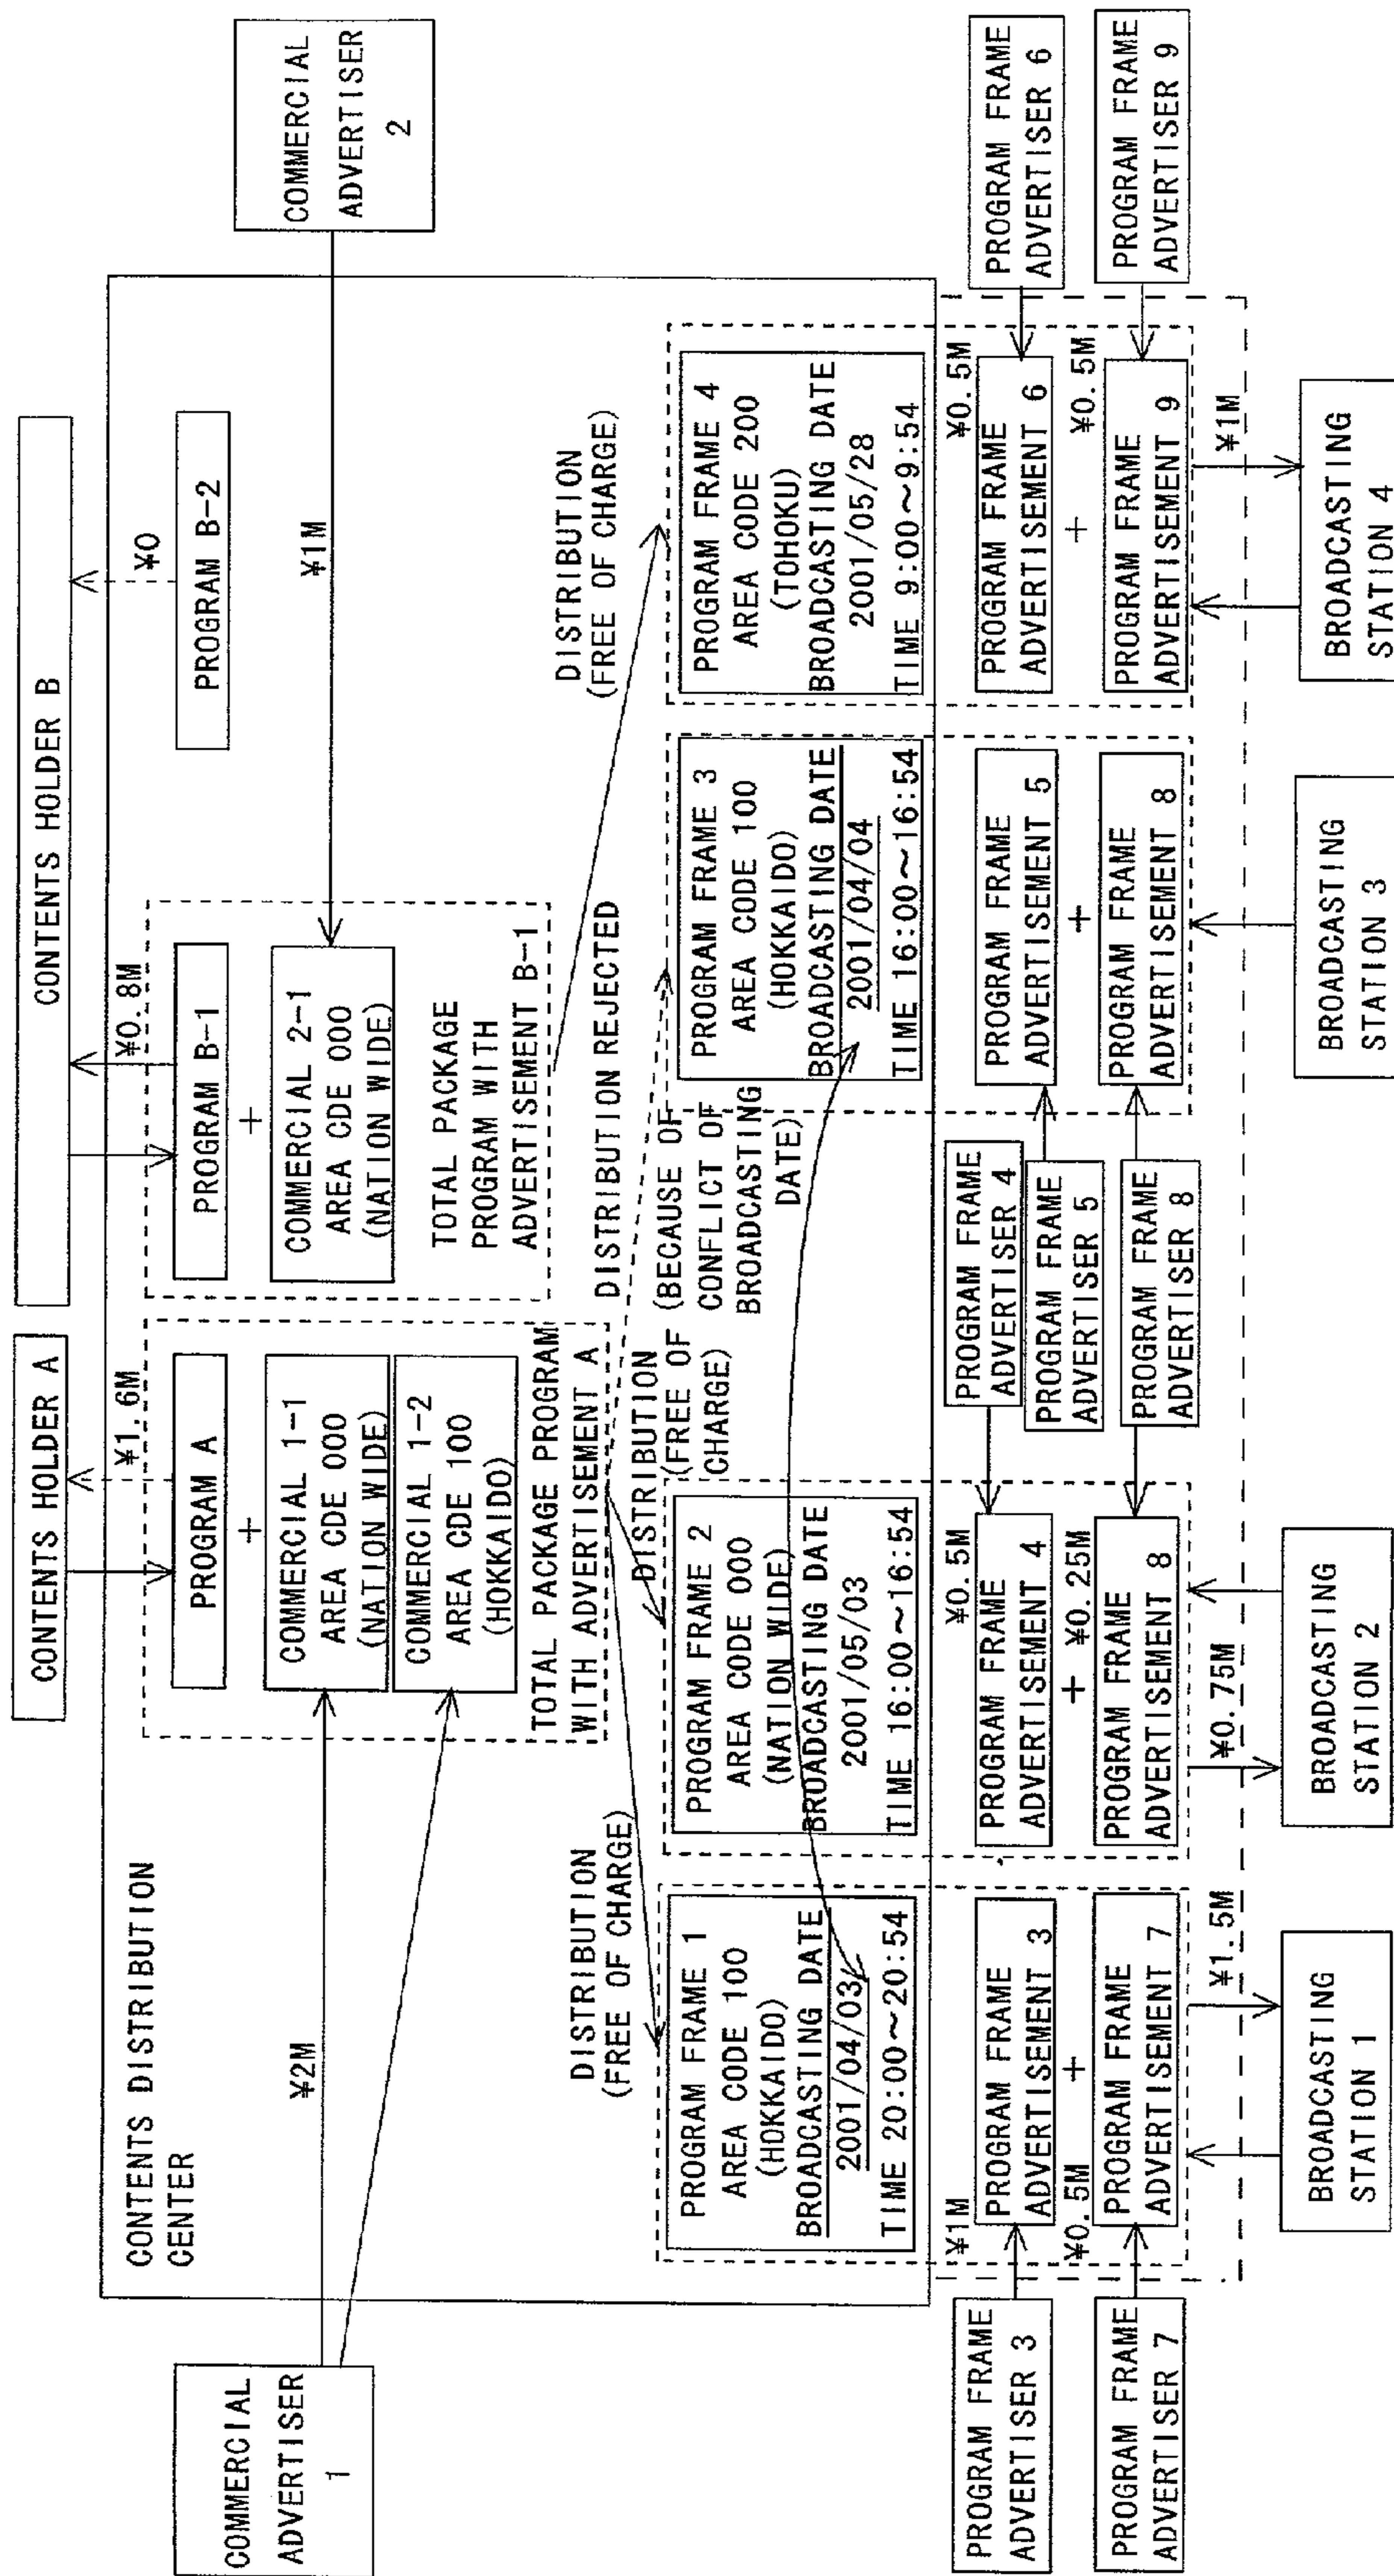 CONTENTS HOLDER A
CONTENTS HOLDER B
¥1.6M
¥0.8M
¥0
CONTENTS DISTRIBUTION
CENTER
COMMERCIAL
ADVERTISER
1
¥2M
PROGRAM A
+
COMMERCIAL 1-1
AREA CDE 000
(NATION WIDE)
COMMERCIAL 1-2
AREA CDE 100
(HOKKAIDO)
TOTAL PACKAGE PROGRAM
WITH ADVERTISEMENT A
PROGRAM B-1
+
COMMERCIAL 2-1
AREA CDE 000
(NATION WIDE)
TOTAL PACKAGE
PROGRAM WITH
ADVERTISEMENT B-1
PROGRAM B-2
¥1M
COMMERCIAL
ADVERTISER
2
DISTRIBUTION
(FREE OF CHARGE)
DISTRIBUTION
(FREE OF
CHARGE)
DISTRIBUTION REJECTED
(BECAUSE OF
CONFLICT OF
BROADCASTING
DATE)
DISTRIBUTION
(FREE OF CHARGE)
PROGRAM FRAME 1
AREA CODE 100
(HOKKAIDO)
BROADCASTING DATE
2001/04/03
TIME 20:00~20:54
PROGRAM FRAME 2
AREA CODE 000
(NATION WIDE)
BROADCASTING DATE
2001/05/03
TIME 16:00~16:54
PROGRAM FRAME 3
AREA CODE 100
(HOKKAIDO)
BROADCASTING DATE
2001/04/04
TIME 16:00~16:54
PROGRAM FRAME 4
AREA CODE 200
(TOHOKU)
BROADCASTING DATE
2001/05/28
TIME 9:00~9:54
PROGRAM FRAME
ADVERTISER 3
¥1M
PROGRAM FRAME
ADVERTISEMENT 3
+
PROGRAM FRAME
ADVERTISER 7
¥0.5M
PROGRAM FRAME
ADVERTISEMENT 7
¥0.5M
PROGRAM FRAME
ADVERTISEMENT 4
+
¥0.25M
PROGRAM FRAME
ADVERTISEMENT 8
PROGRAM FRAME
ADVERTISER 4
PROGRAM FRAME
ADVERTISER 5
PROGRAM FRAME
ADVERTISER 8
PROGRAM FRAME
ADVERTISEMENT 5
+
PROGRAM FRAME
ADVERTISEMENT 8
¥0.5M
PROGRAM FRAME
ADVERTISEMENT 6
+
¥0.5M
PROGRAM FRAME
ADVERTISEMENT 9
PROGRAM FRAME
ADVERTISER 6
PROGRAM FRAME
ADVERTISER 9
¥1.5M
¥0.75M
¥1M
BROADCASTING
STATION 1
BROADCASTING
STATION 2
BROADCASTING
STATION 3
BROADCASTING
STATION 4